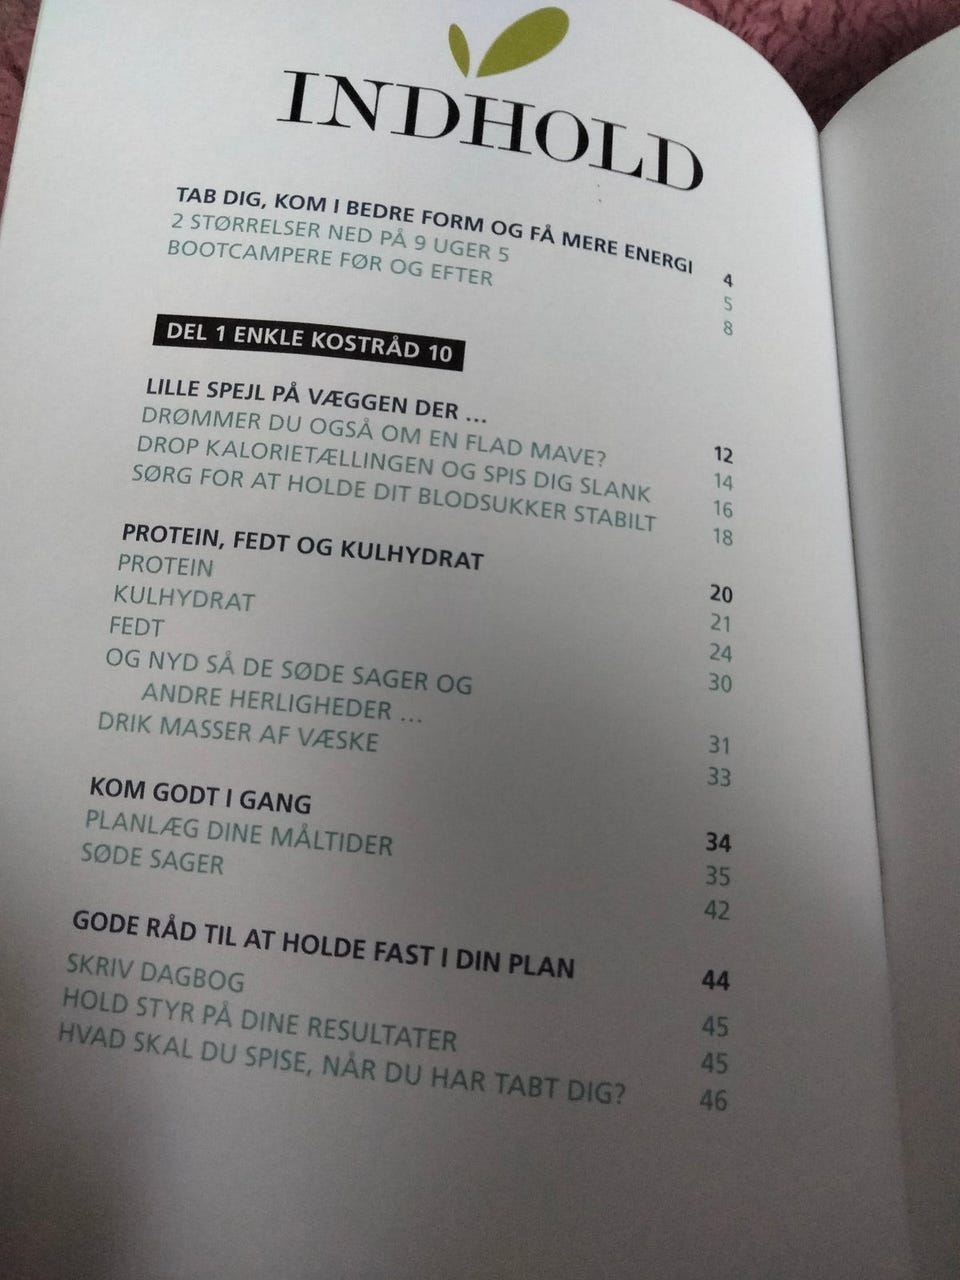 INDHOLD
TAB DIG, KOM I BEDRE FORM OG FÅ MERE ENERGI 4
2 STØRRELSER NED PÅ 9 UGER 5 5
BOOTCAMPERE FØR OG EFTER 8
DEL 1 ENKLE KOSTRÅD 10
LILLE SPEJL PÅ VÆGGEN DER ... 12
DRØMMER DU OGSÅ OM EN FLAD MAVE? 14
DROP KALORIETÆLLINGEN OG SPIS DIG SLANK 16
SØRG FOR AT HOLDE DIT BLODSUKKER STABILT 18
PROTEIN, FEDT OG KULHYDRAT 20
PROTEIN 21
KULHYDRAT 24
FEDT 30
OG NYD SÅ DE SØDE SAGER OG
ANDRE HERLIGHEDER ... 31
DRIK MASSER AF VÆSKE 33
KOM GODT I GANG 34
PLANLÆG DINE MÅLTIDER 35
SØDE SAGER 42
GODE RÅD TIL AT HOLDE FAST I DIN PLAN 44
SKRIV DAGBOG 45
HOLD STYR PÅ DINE RESULTATER 45
HVAD SKAL DU SPISE, NÅR DU HAR TABT DIG? 46